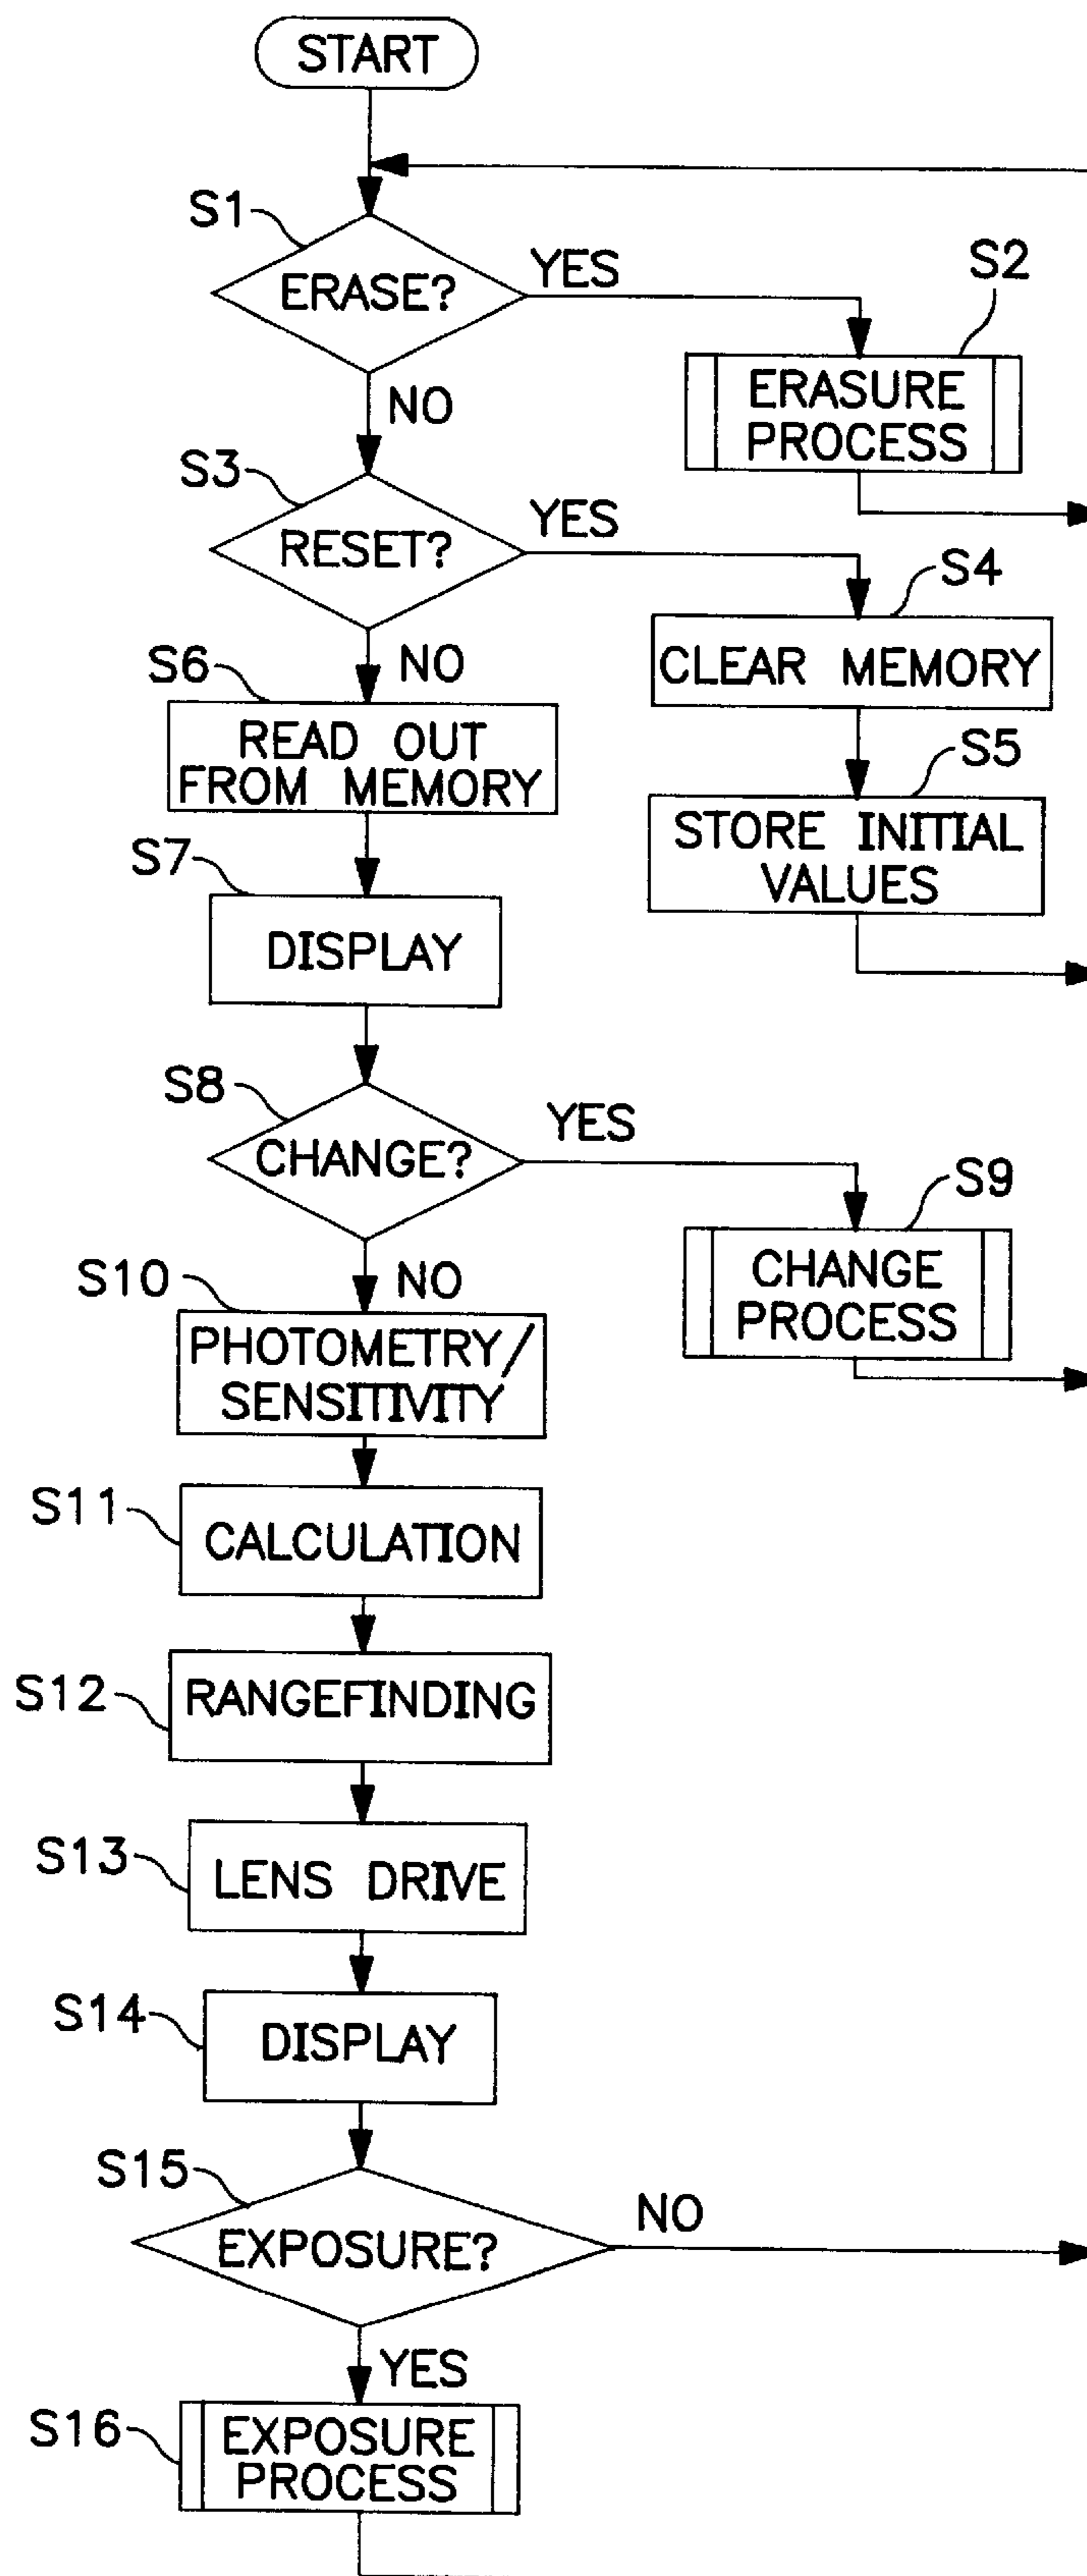 START
S1
ERASE?
YES
S2
ERASURE
PROCESS
NO
S3
RESET?
YES
S4
CLEAR MEMORY
NO
S6
READ OUT
FROM MEMORY
S5
STORE INITIAL
VALUES
S7
DISPLAY
S8
CHANGE?
YES
S9
CHANGE
PROCESS
NO
S10
PHOTOMETRY/
SENSITIVITY
S11
CALCULATION
S12
RANGEFINDING
S13
LENS DRIVE
S14
DISPLAY
S15
EXPOSURE?
NO
YES
S16
EXPOSURE
PROCESS